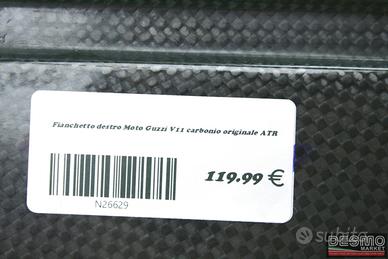 Fianchetto destro Moto Guzzi V11 carbonio originale ATR
119.99 €
N26629
subito
DESMO
MARKET